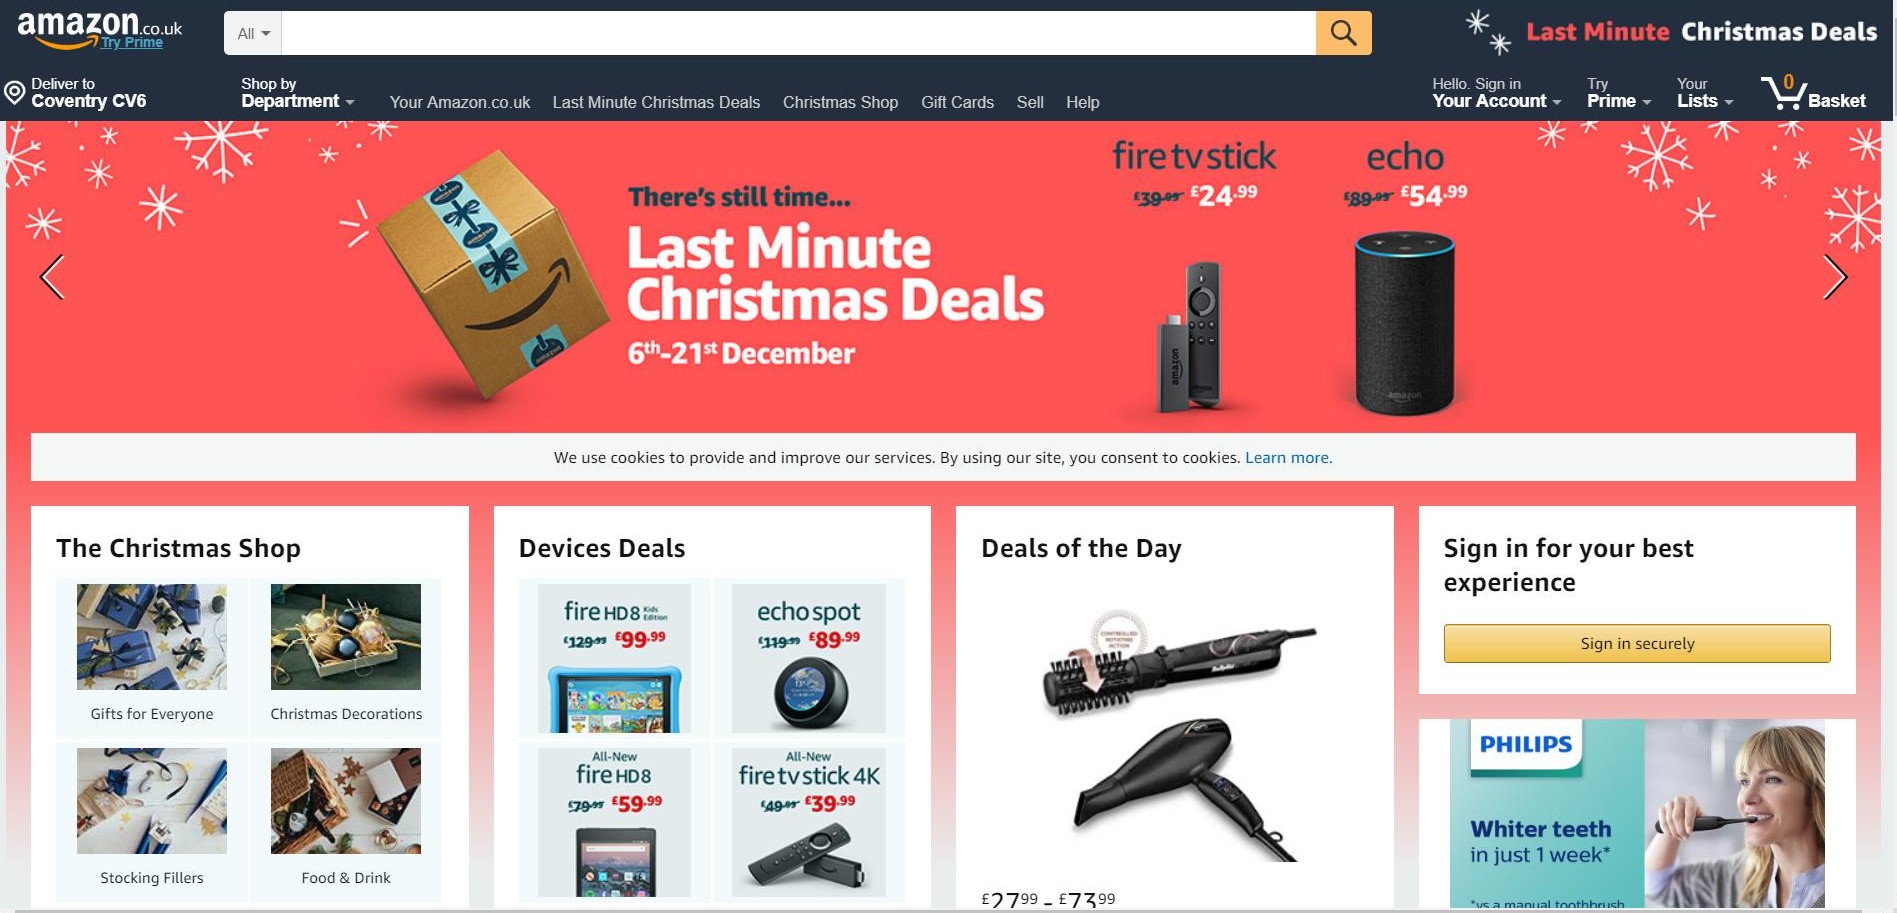 amazon.co.uk
Try Prime
All
Last Minute Christmas Deals
Deliver to
Coventry CV6
Shop by
Department
Your Amazon.co.uk
Last Minute Christmas Deals
Christmas Shop
Gift Cards
Sell
Help
Hello. Sign in
Your Account
Try
Prime
Your
Lists
0
Basket
There's still time...
Last Minute
Christmas Deals
6th-21st December
fire tv stick
£39.99 £24.99
amazon
echo
£89.99 £54.99
amazon
We use cookies to provide and improve our services. By using our site, you consent to cookies. Learn more.
The Christmas Shop
Gifts for Everyone
Christmas Decorations
Stocking Fillers
Food & Drink
Devices Deals
fire HD 8 Kids Edition
£129.99 £99.99
echo spot
£119.99 £89.99
All-New
fire HD 8
£79.99 £59.99
All-New
fire tv stick 4K
£49.99 £39.99
Deals of the Day
CONTROLLED
ROTATING
ACTION
£27.99 - £73.99
Sign in for your best
experience
Sign in securely
PHILIPS
Whiter teeth
in just 1 week*
*vs a manual toothbrush